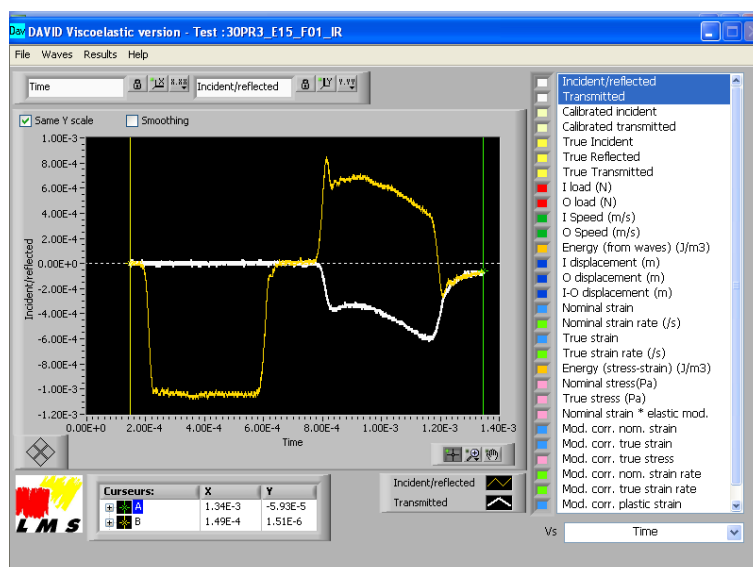 Dav DAVID Viscoelastic version - Test :30PR3_E15_F01_IR
File Waves Results Help
Time X X.XX Incident/reflected Y Y.YY
Same Y scale Smoothing
1.00E-3
8.00E-4
6.00E-4
4.00E-4
2.00E-4
0.00E+0
-2.00E-4
-4.00E-4
-6.00E-4
-8.00E-4
-1.00E-3
-1.20E-3
Incident/reflected
0.00E+0 2.00E-4 4.00E-4 6.00E-4 8.00E-4 1.00E-3 1.20E-3 1.40E-3
Time
Incident/reflected
Transmitted
Curseurs: X Y
A 1.34E-3 -5.93E-5
B 1.49E-4 1.51E-6
LMS
Incident/reflected
Transmitted
Calibrated incident
Calibrated transmitted
True Incident
True Reflected
True Transmitted
I load (N)
O load (N)
I Speed (m/s)
O Speed (m/s)
Energy (from waves) (J/m3)
I displacement (m)
O displacement (m)
I-O displacement (m)
Nominal strain
Nominal strain rate (/s)
True strain
True strain rate (/s)
Energy (stress-strain) (J/m3)
Nominal stress(Pa)
True stress (Pa)
Nominal strain * elastic mod.
Mod. corr. nom. strain
Mod. corr. true strain
Mod. corr. true stress
Mod. corr. nom. strain rate
Mod. corr. true strain rate
Mod. corr. plastic strain
Vs Time